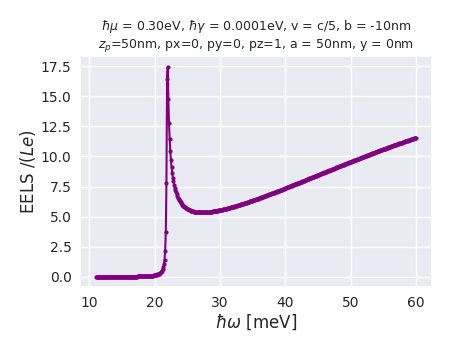 ℏμ = 0.30eV, ℏγ = 0.0001eV, v = c/5, b = -10nm
z_p=50nm, px=0, py=0, pz=1, a = 50nm, y = 0nm
17.5
15.0
12.5
10.0
7.5
5.0
2.5
0.0
EELS /(Le)
10 20 30 40 50 60
ℏω [meV]